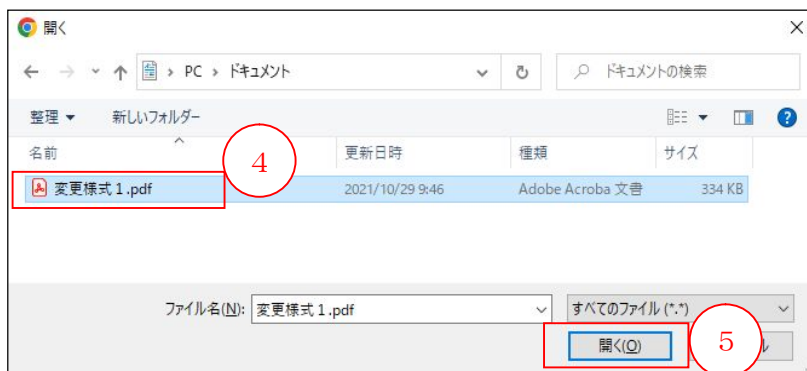 開く
PC › ドキュメント
ドキュメントの検索
整理 新しいフォルダー
名前 更新日時 種類 サイズ
4
変更様式１.pdf 2021/10/29 9:46 Adobe Acroba 文書 334 KB
ファイル名(N): 変更様式１.pdf すべてのファイル (*.*)
開く(O)
5